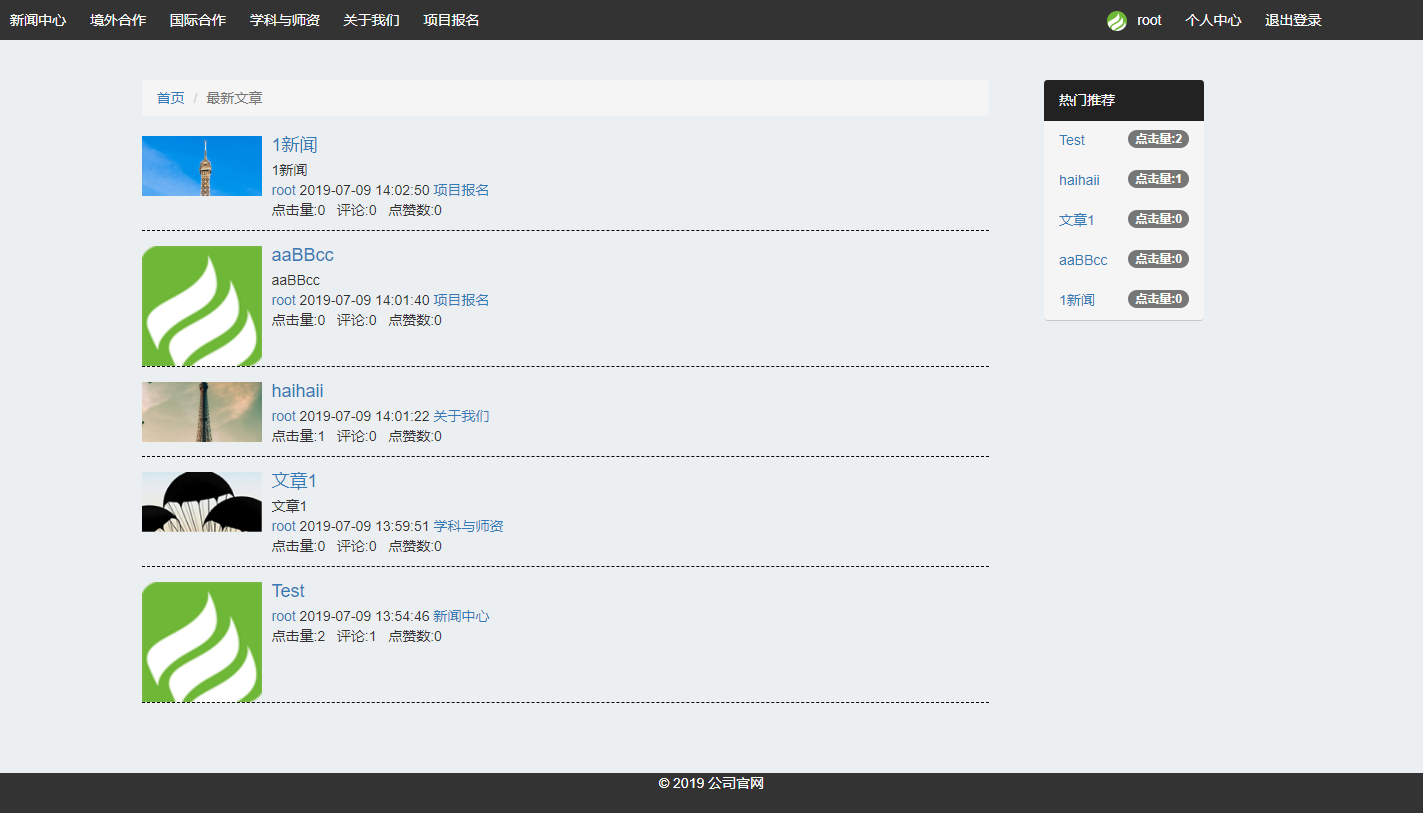 新闻中心 境外合作 国际合作 学科与师资 关于我们 项目报名 root 个人中心 退出登录
首页 / 最新文章
1新闻
1新闻
root 2019-07-09 14:02:50 项目报名
点击量:0 评论:0 点赞数:0
aaBBcc
aaBBcc
root 2019-07-09 14:01:40 项目报名
点击量:0 评论:0 点赞数:0
haihaii
root 2019-07-09 14:01:22 关于我们
点击量:1 评论:0 点赞数:0
文章1
文章1
root 2019-07-09 13:59:51 学科与师资
点击量:0 评论:0 点赞数:0
Test
root 2019-07-09 13:54:46 新闻中心
点击量:2 评论:1 点赞数:0
热门推荐
Test 点击量:2
haihaii 点击量:1
文章1 点击量:0
aaBBcc 点击量:0
1新闻 点击量:0
© 2019 公司官网